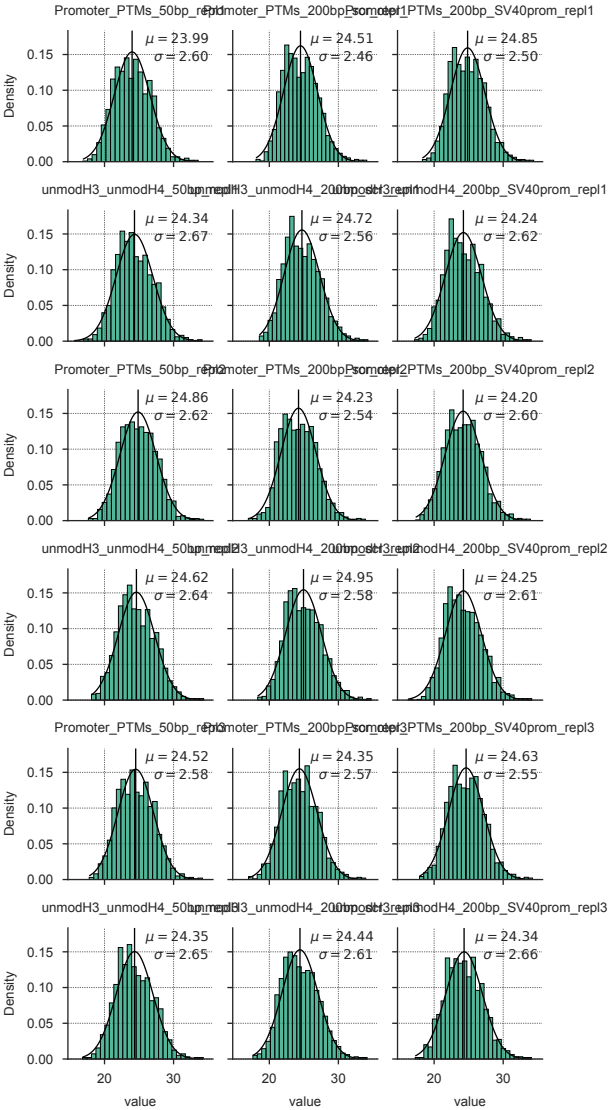 Promoter_PTMs_50bp_repl1 Promoter_PTMs_200bp_scr_repl1 Promoter_PTMs_200bp_SV40prom_repl1
μ = 23.99
σ = 2.60
μ = 24.51
σ = 2.46
μ = 24.85
σ = 2.50
Density
0.15
0.10
0.05
0.00
unmodH3_unmodH4_50bp_repl1 unmodH3_unmodH4_200bp_scr_repl1 unmodH3_unmodH4_200bp_SV40prom_repl1
μ = 24.34
σ = 2.67
μ = 24.72
σ = 2.56
μ = 24.24
σ = 2.62
Density
0.15
0.10
0.05
0.00
Promoter_PTMs_50bp_repl2 Promoter_PTMs_200bp_scr_repl2 Promoter_PTMs_200bp_SV40prom_repl2
μ = 24.86
σ = 2.62
μ = 24.23
σ = 2.54
μ = 24.20
σ = 2.60
Density
0.15
0.10
0.05
0.00
unmodH3_unmodH4_50bp_repl2 unmodH3_unmodH4_200bp_scr_repl2 unmodH3_unmodH4_200bp_SV40prom_repl2
μ = 24.62
σ = 2.64
μ = 24.95
σ = 2.58
μ = 24.25
σ = 2.61
Density
0.15
0.10
0.05
0.00
Promoter_PTMs_50bp_repl3 Promoter_PTMs_200bp_scr_repl3 Promoter_PTMs_200bp_SV40prom_repl3
μ = 24.52
σ = 2.58
μ = 24.35
σ = 2.57
μ = 24.63
σ = 2.55
Density
0.15
0.10
0.05
0.00
unmodH3_unmodH4_50bp_repl3 unmodH3_unmodH4_200bp_scr_repl3 unmodH3_unmodH4_200bp_SV40prom_repl3
μ = 24.35
σ = 2.65
μ = 24.44
σ = 2.61
μ = 24.34
σ = 2.66
Density
0.15
0.10
0.05
0.00
20 30 20 30 20 30
value value value